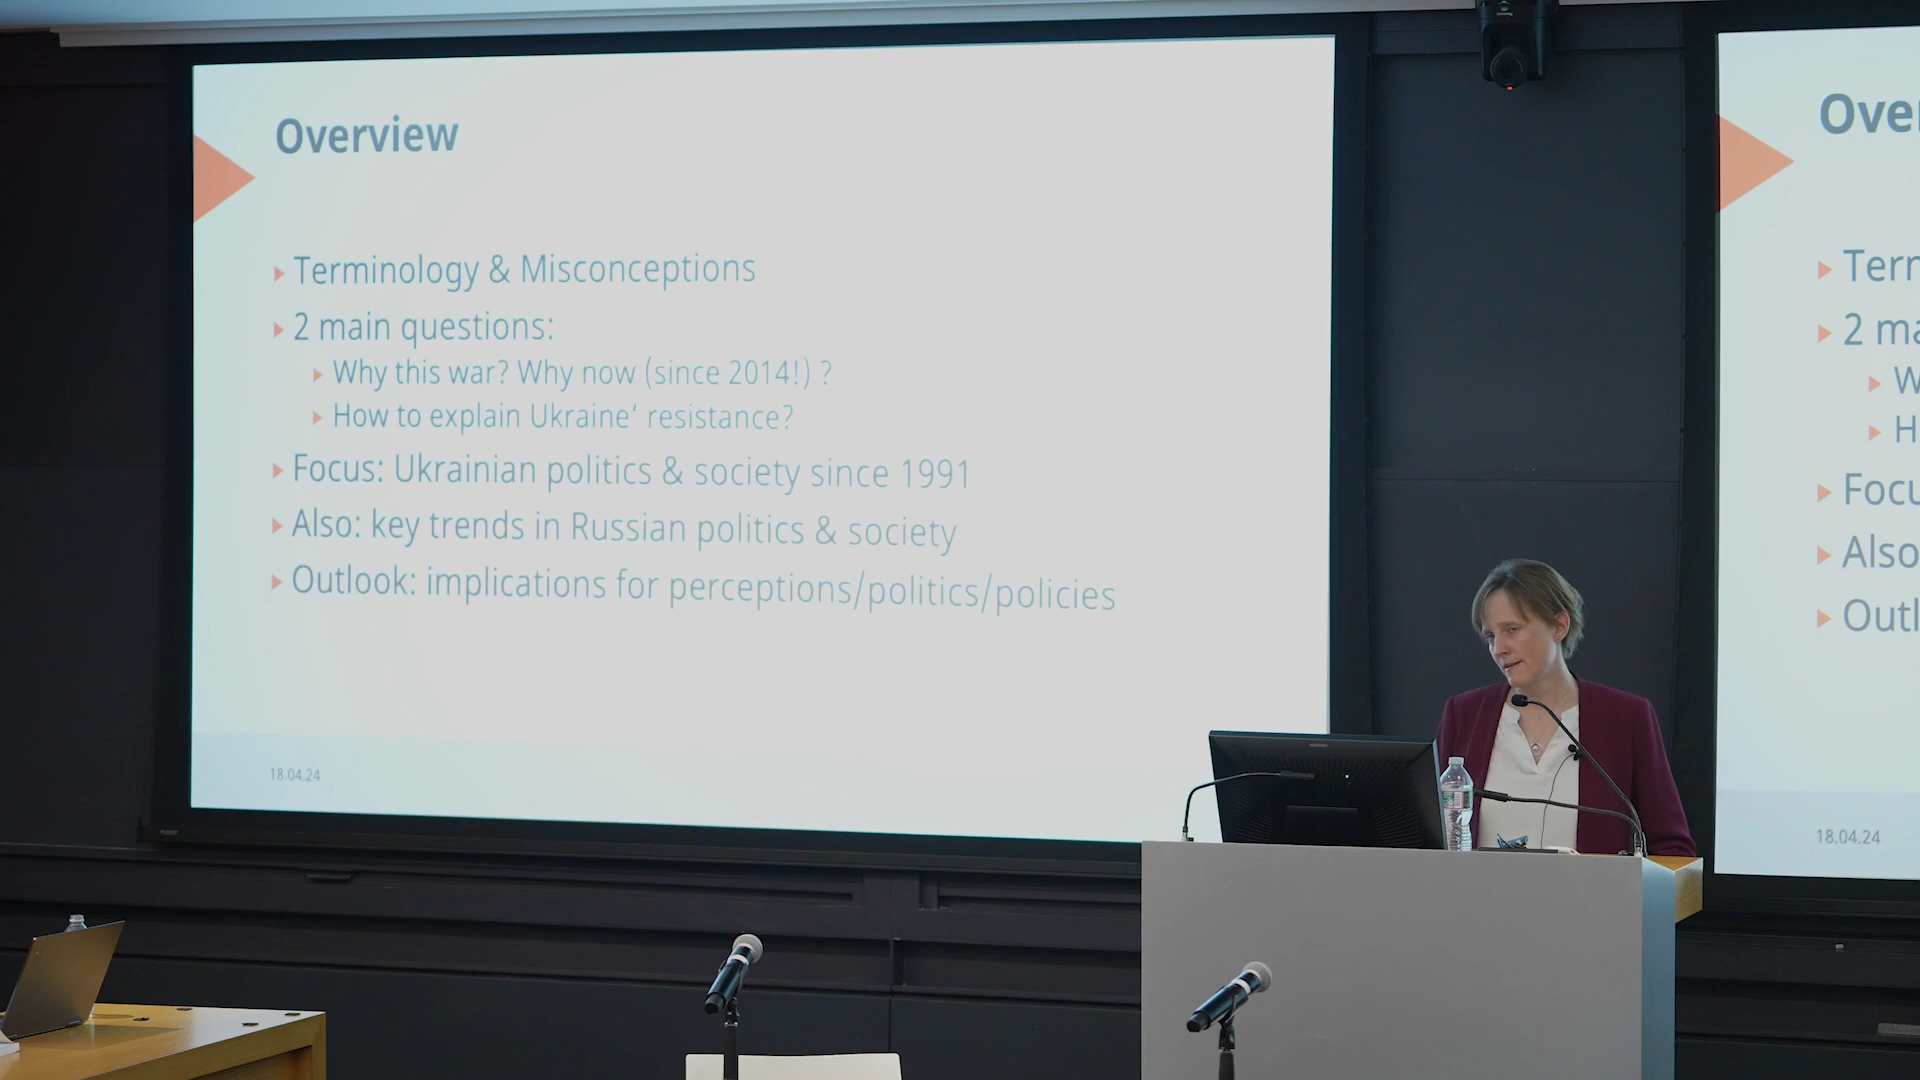 Overview
Terminology & Misconceptions
2 main questions:
Why this war? Why now (since 2014!) ?
How to explain Ukraine‘ resistance?
Focus: Ukrainian politics & society since 1991
Also: key trends in Russian politics & society
Outlook: implications for perceptions/politics/policies
18.04.24
Over
Tern
2 ma
W
H
Focu
Also
Outl
18.04.24